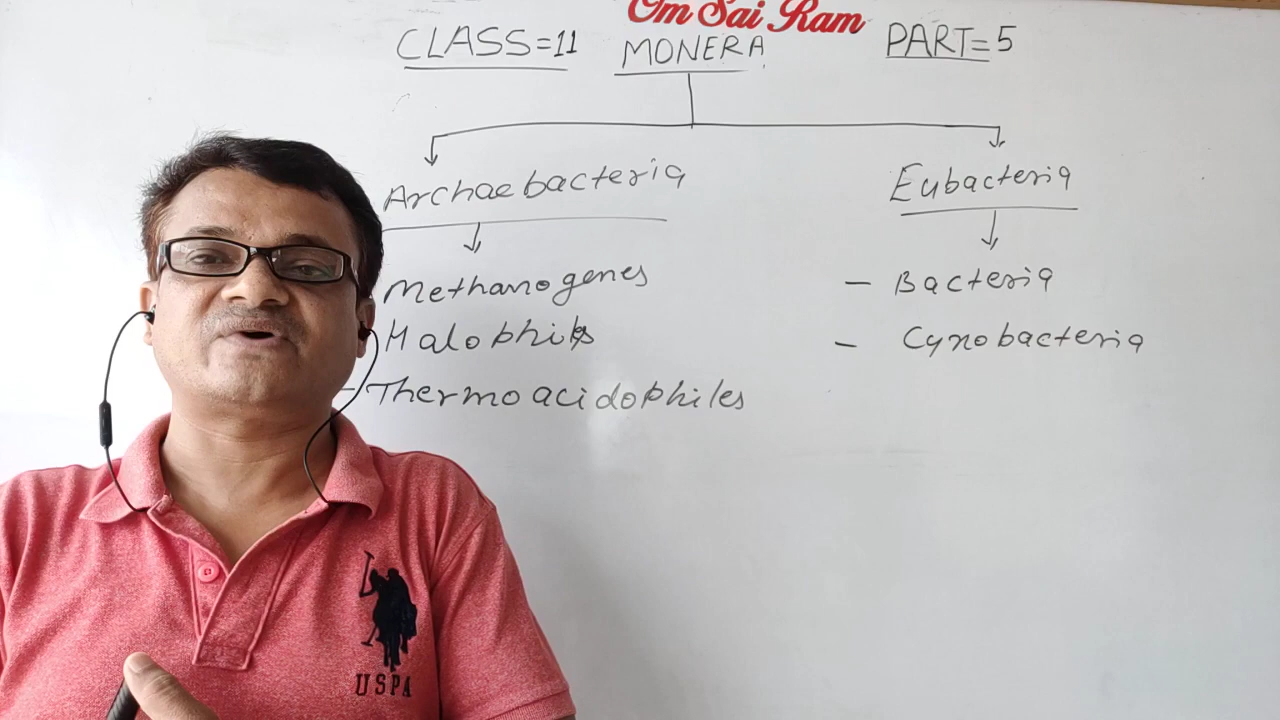 Om Sai Ram
CLASS=11 MONERA PART=5
Archaebacteria
Eubacteria
Methanogenes
Halophiles
- Thermoacidophiles
- Bacteria
- Cynobacteria
USPA